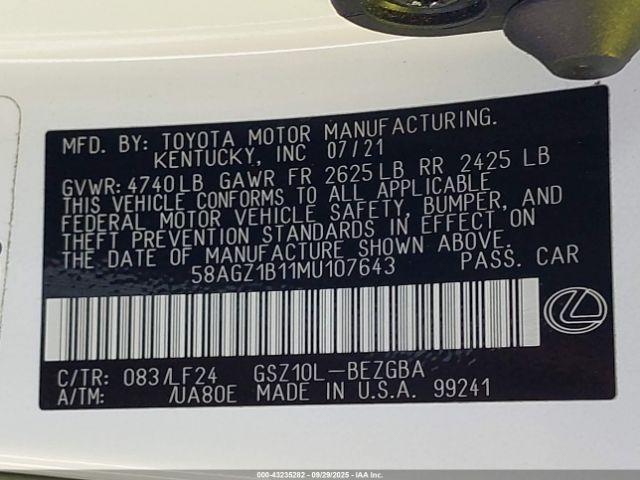 MFD. BY: TOYOTA MOTOR MANUFACTURING.
KENTUCKY, INC 07/21
GVWR: 4740LB GAWR FR 2625LB RR 2425 LB
THIS VEHICLE CONFORMS TO ALL APPLICABLE
FEDERAL MOTOR VEHICLE SAFETY, BUMPER, AND
THEFT PREVENTION STANDARDS IN EFFECT ON
THE DATE OF MANUFACTURE SHOWN ABOVE.
58AGZ1B11MU107643 PASS. CAR
C/TR: 083/LF24 GSZ10L-BEZGBA
A/TM: /UA80E MADE IN U.S.A. 99241
000-43235282 - 09/29/2025 - IAA Inc.